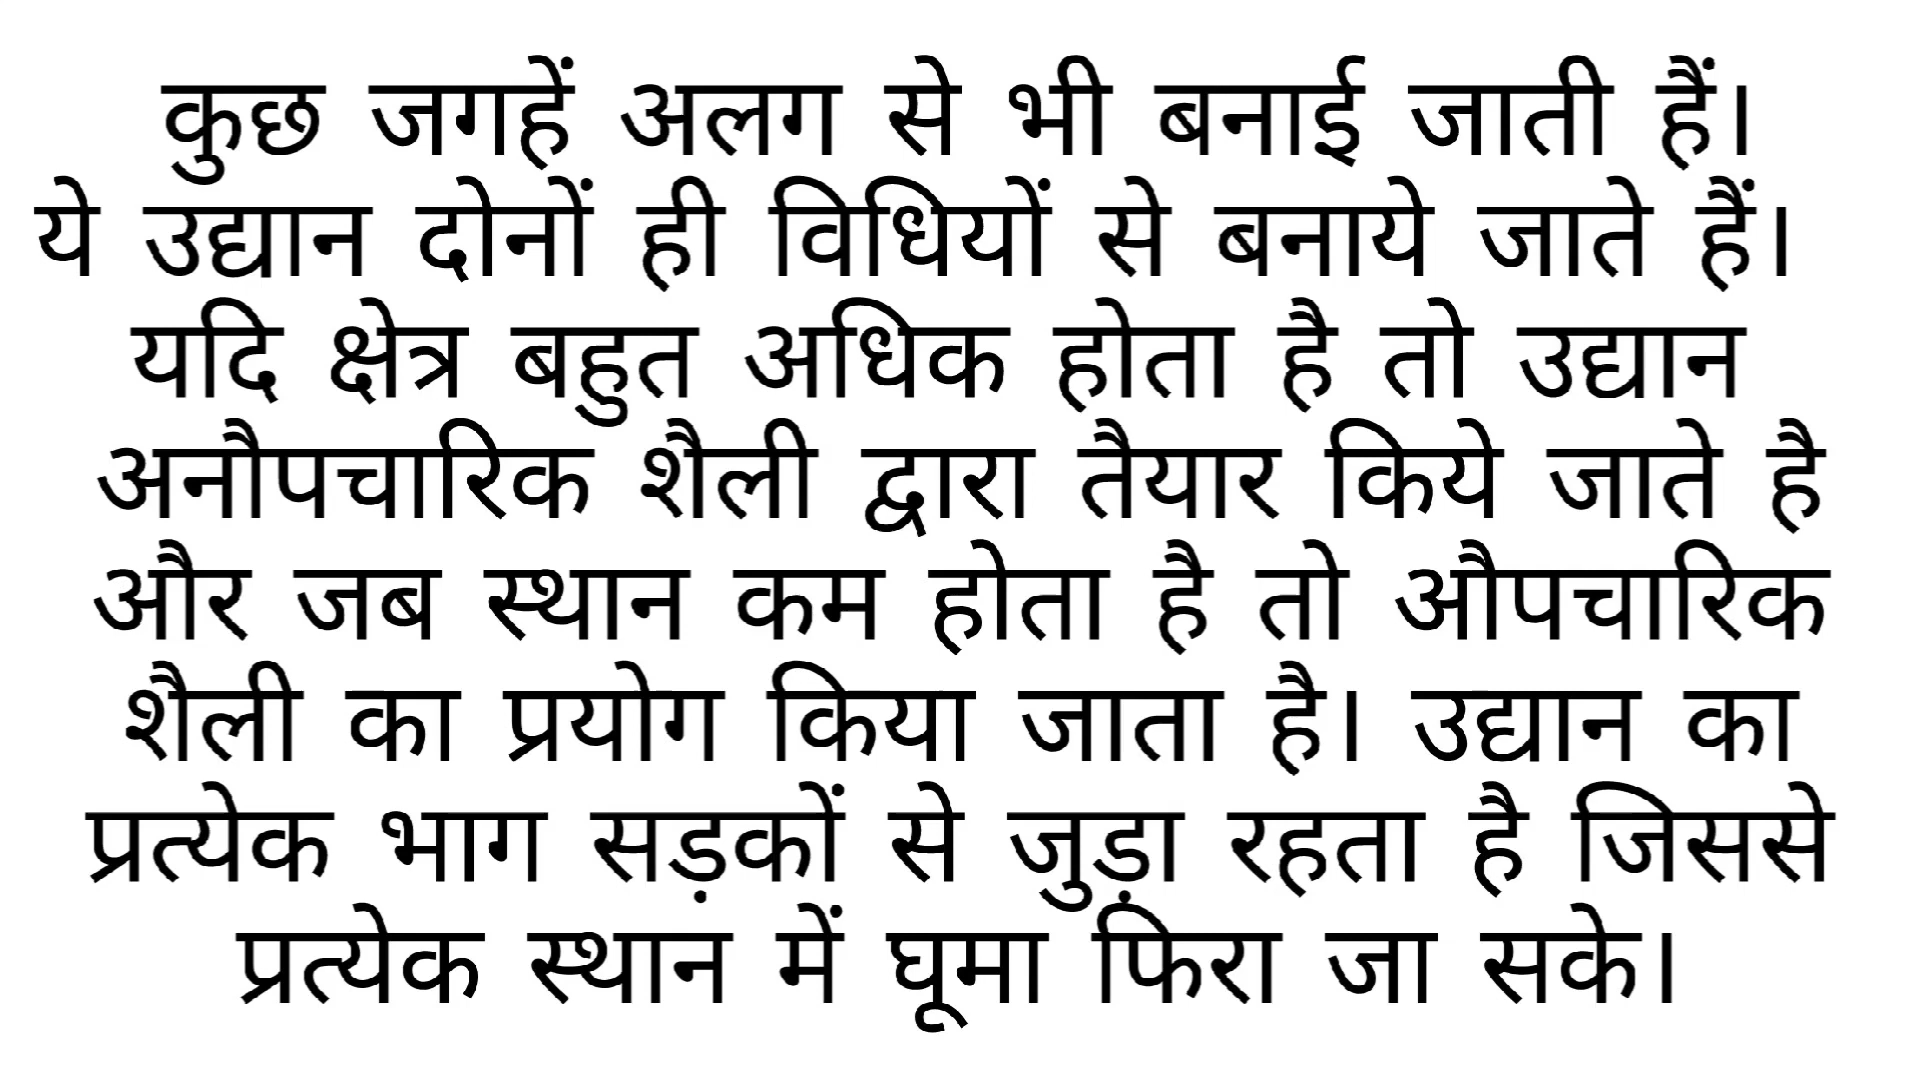 कुछ जगहें अलग से भी बनाई जाती हैं।
ये उद्यान दोनों ही विधियों से बनाये जाते हैं।
यदि क्षेत्र बहुत अधिक होता है तो उद्यान
अनौपचारिक शैली द्वारा तैयार किये जाते है
और जब स्थान कम होता है तो औपचारिक
शैली का प्रयोग किया जाता है। उद्यान का
प्रत्येक भाग सड़कों से जुड़ा रहता है जिससे
प्रत्येक स्थान में घूमा फिरा जा सके।